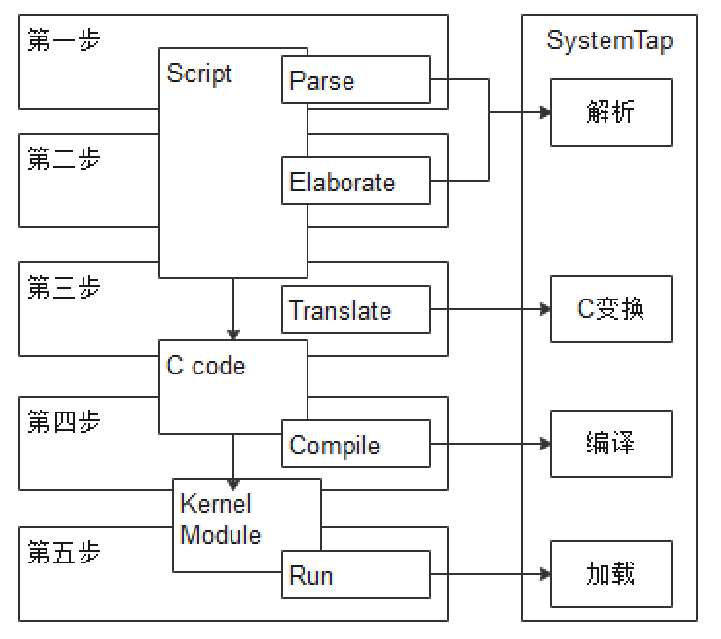 第一步
Script
Parse
第二步
Elaborate
第三步
Translate
C code
第四步
Compile
Kernel
Module
第五步
Run
SystemTap
解析
C变换
编译
加载